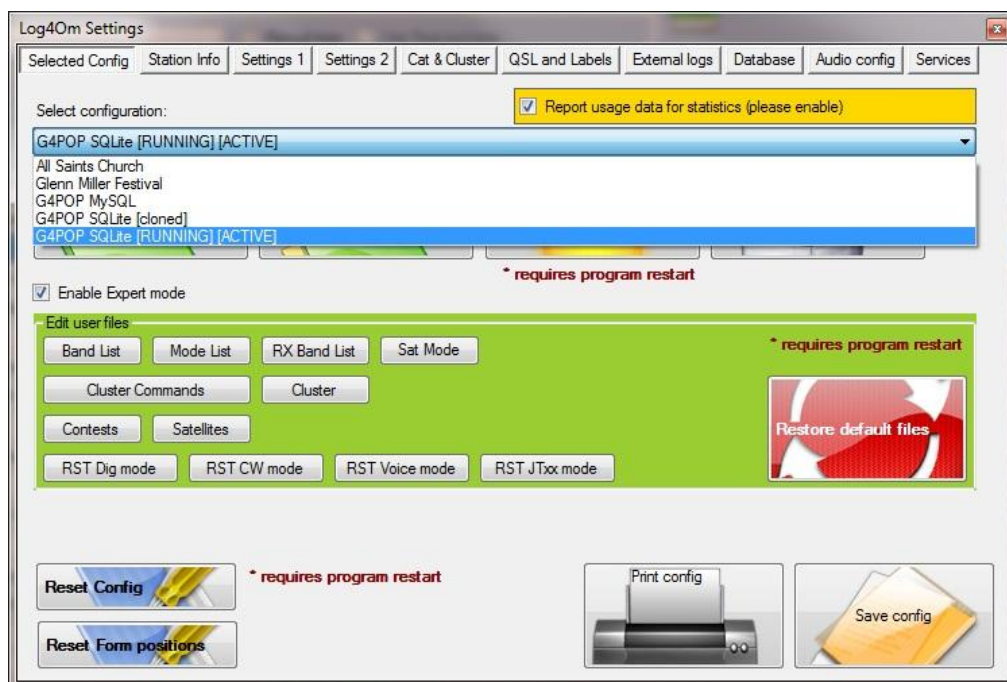 Log4Om Settings
Selected Config Station Info Settings 1 Settings 2 Cat & Cluster QSL and Labels External logs Database Audio config Services
Select configuration:
Report usage data for statistics (please enable)
G4POP SQLite [RUNNING] [ACTIVE]
All Saints Church
Glenn Miller Festival
G4POP MySQL
G4POP SQLite [cloned]
G4POP SQLite [RUNNING] [ACTIVE]
* requires program restart
Enable Expert mode
Edit user files
Band List Mode List RX Band List Sat Mode
* requires program restart
Cluster Commands Cluster
Contests Satellites
Restore default files
RST Dig mode RST CW mode RST Voice mode RST JTxx mode
Reset Config
* requires program restart
Print config
Save config
Reset Form positions